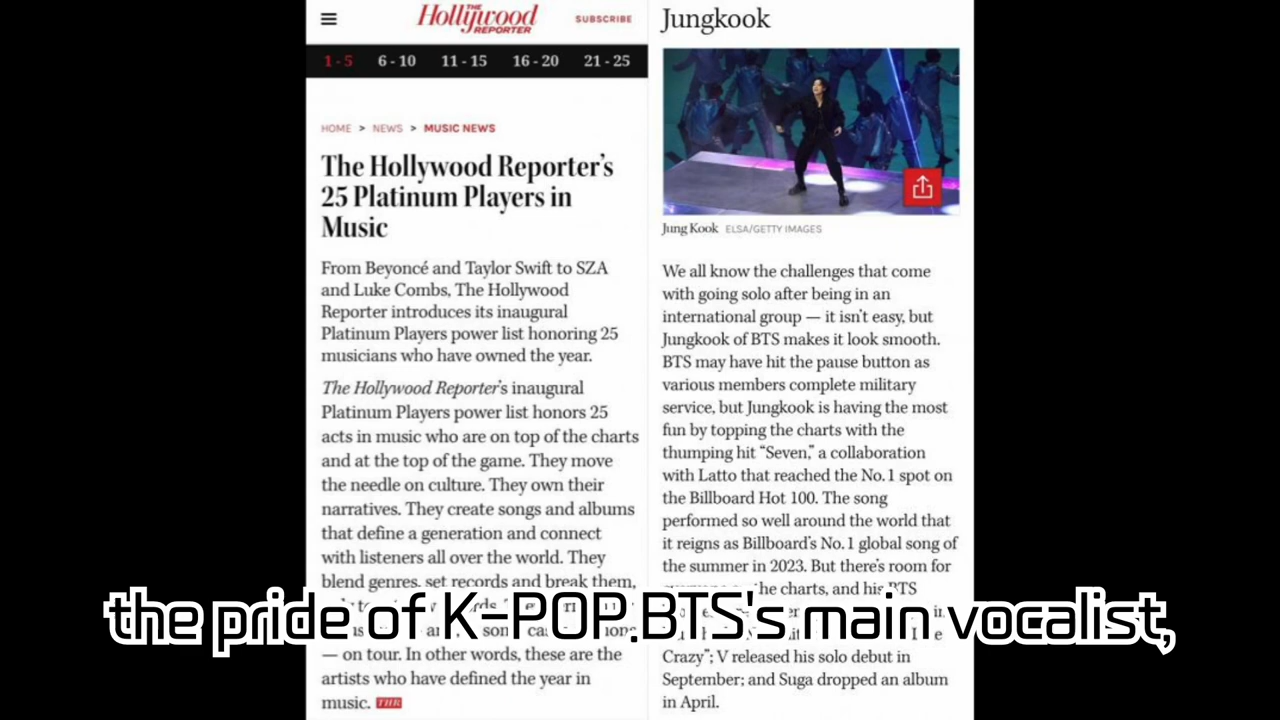 THE
Hollywood
REPORTER
SUBSCRIBE
1 - 5 6 - 10 11 - 15 16 - 20 21 - 25
HOME > NEWS > MUSIC NEWS
The Hollywood Reporter's
25 Platinum Players in
Music
From Beyoncé and Taylor Swift to SZA
and Luke Combs, The Hollywood
Reporter introduces its inaugural
Platinum Players power list honoring 25
musicians who have owned the year.
The Hollywood Reporter's inaugural
Platinum Players power list honors 25
acts in music who are on top of the charts
and at the top of the game. They move
the needle on culture. They own their
narratives. They create songs and albums
that define a generation and connect
with listeners all over the world. They
blend genres, set records and break them,
— on tour. In other words, these are the
artists who have defined the year in
music. THR
Jungkook
Jung Kook ELSA/GETTY IMAGES
We all know the challenges that come
with going solo after being in an
international group — it isn't easy, but
Jungkook of BTS makes it look smooth.
BTS may have hit the pause button as
various members complete military
service, but Jungkook is having the most
fun by topping the charts with the
thumping hit “Seven,” a collaboration
with Latto that reached the No. 1 spot on
the Billboard Hot 100. The song
performed so well around the world that
it reigns as Billboard's No. 1 global song of
the summer in 2023. But there's room for
the charts, and his BTS
Crazy”; V released his solo debut in
September; and Suga dropped an album
in April.
the pride of K-POP.BTS's main vocalist,